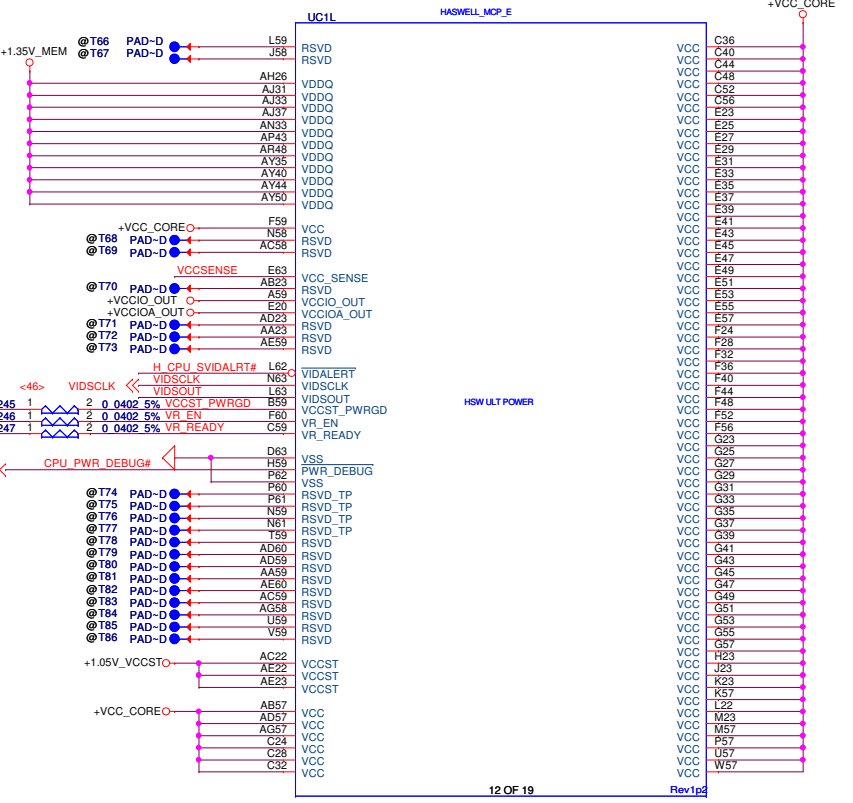 UC1L
HASWELL_MCP_E
+VCC_CORE
+1.35V_MEM
@T66 PAD~D L59 RSVD
@T67 PAD~D J58 RSVD
AH26 VDDQ
AJ31 VDDQ
AJ33 VDDQ
AJ37 VDDQ
AN33 VDDQ
AP43 VDDQ
AR48 VDDQ
AY35 VDDQ
AY40 VDDQ
AY44 VDDQ
AY50 VDDQ
+VCC_CORE F59 VCC
@T68 PAD~D N58 RSVD
@T69 PAD~D AC58 RSVD
VCCSENSE E63 VCC_SENSE
@T70 PAD~D AB23 RSVD
+VCCIO_OUT A59 VCCIO_OUT
+VCCIOA_OUT E20 VCCIOA_OUT
@T71 PAD~D AD23 RSVD
@T72 PAD~D AA23 RSVD
@T73 PAD~D AE59 RSVD
H_CPU_SVIDALRT# L62 VIDALERT
<46> VIDSCLK VIDSCLK N63 VIDSCLK
VIDSOUT L63 VIDSOUT
245 1 2 0_0402_5% VCCST_PWRGD B59 VCCST_PWRGD
246 1 2 0_0402_5% VR_EN F60 VR_EN
247 1 2 0_0402_5% VR_READY C59 VR_READY
D63 VSS
CPU_PWR_DEBUG# H59 PWR_DEBUG
P62 VSS
@T74 PAD~D P60 RSVD_TP
@T75 PAD~D P61 RSVD_TP
@T76 PAD~D N59 RSVD_TP
@T77 PAD~D N61 RSVD_TP
@T78 PAD~D T59 RSVD
@T79 PAD~D AD60 RSVD
@T80 PAD~D AD59 RSVD
@T81 PAD~D AA59 RSVD
@T82 PAD~D AE60 RSVD
@T83 PAD~D AC59 RSVD
@T84 PAD~D AG58 RSVD
@T85 PAD~D U59 RSVD
@T86 PAD~D V59 RSVD
+1.05V_VCCST AC22 VCCST
AE22 VCCST
AE23 VCCST
+VCC_CORE AB57 VCC
AD57 VCC
AG57 VCC
C24 VCC
C28 VCC
C32 VCC
HSW ULT POWER
VCC C36
VCC C40
VCC C44
VCC C48
VCC C52
VCC C56
VCC E23
VCC E25
VCC E27
VCC E29
VCC E31
VCC E33
VCC E35
VCC E37
VCC E39
VCC E41
VCC E43
VCC E45
VCC E47
VCC E49
VCC E51
VCC E53
VCC E55
VCC E57
VCC F24
VCC F28
VCC F32
VCC F36
VCC F40
VCC F44
VCC F48
VCC F52
VCC F56
VCC G23
VCC G25
VCC G27
VCC G29
VCC G31
VCC G33
VCC G35
VCC G37
VCC G39
VCC G41
VCC G43
VCC G45
VCC G47
VCC G49
VCC G51
VCC G53
VCC G55
VCC G57
VCC H23
VCC J23
VCC K23
VCC K57
VCC L22
VCC M23
VCC M57
VCC P57
VCC U57
VCC W57
12 OF 19
Rev1p2